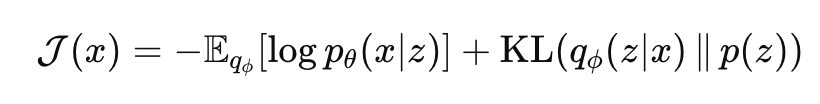 𝒥(x) = −𝔼_{q_ϕ}[log p_θ(x|z)] + KL(q_ϕ(z|x) ∥ p(z))